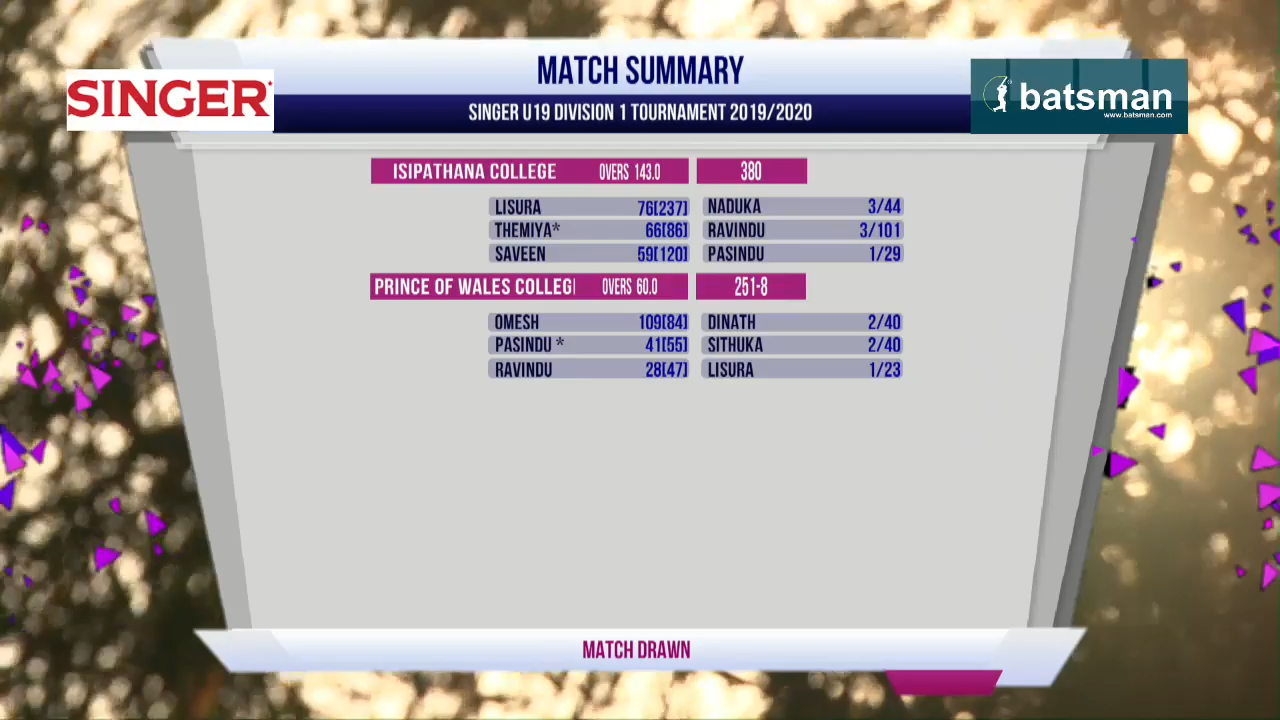 MATCH SUMMARY
SINGER
SINGER U19 DIVISION 1 TOURNAMENT 2019/2020
batsman
www.batsman.com
ISIPATHANA COLLEGE OVERS 143.0 380
LISURA 76[237] NADUKA 3/44
THEMIYA* 66[86] RAVINDU 3/101
SAVEEN 59[120] PASINDU 1/29
PRINCE OF WALES COLLEG OVERS 60.0 251-8
OMESH 109[84] DINATH 2/40
PASINDU * 41[55] SITHUKA 2/40
RAVINDU 28[47] LISURA 1/23
MATCH DRAWN